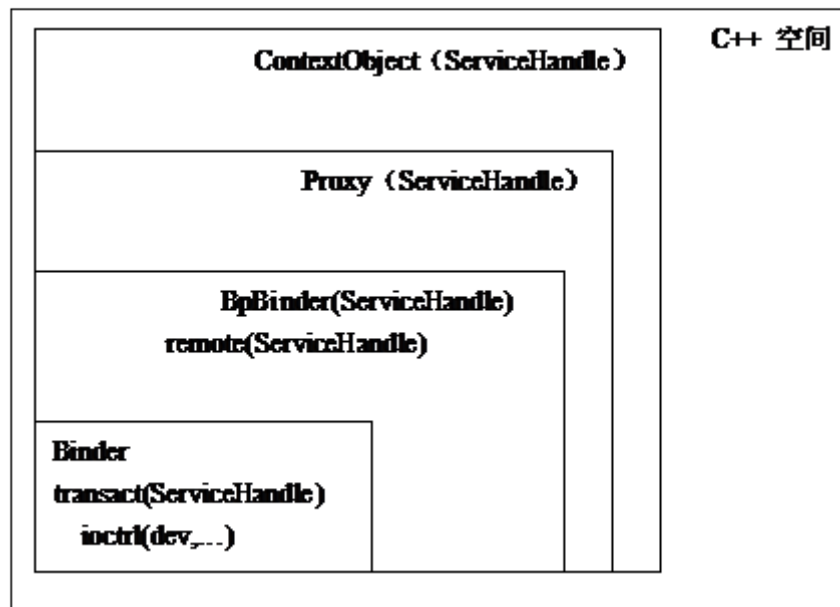 C++ 空间
ContextObject（ServiceHandle）
Proxy（ServiceHandle）
BpBinder(ServiceHandle)
remote(ServiceHandle)
Binder
transact(ServiceHandle)
ioctrl(dev,...)